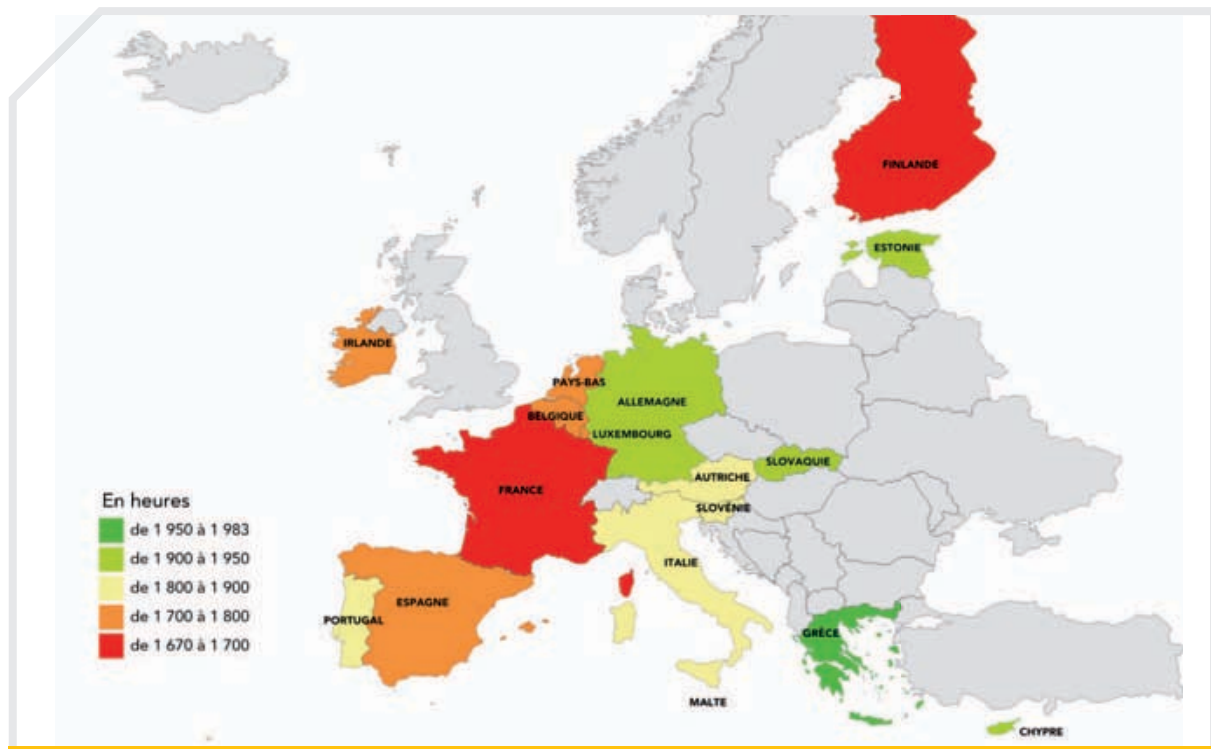 FINLANDE
ESTONIE
IRLANDE
PAYS-BAS
ALLEMAGNE
BELGIQUE
LUXEMBOURG
SLOVAQUIE
AUTRICHE
FRANCE
SLOVÉNIE
En heures
de 1 950 à 1 983
de 1 900 à 1 950
de 1 800 à 1 900
de 1 700 à 1 800
de 1 670 à 1 700
ITALIE
ESPAGNE
PORTUGAL
GRÈCE
MALTE
CHYPRE